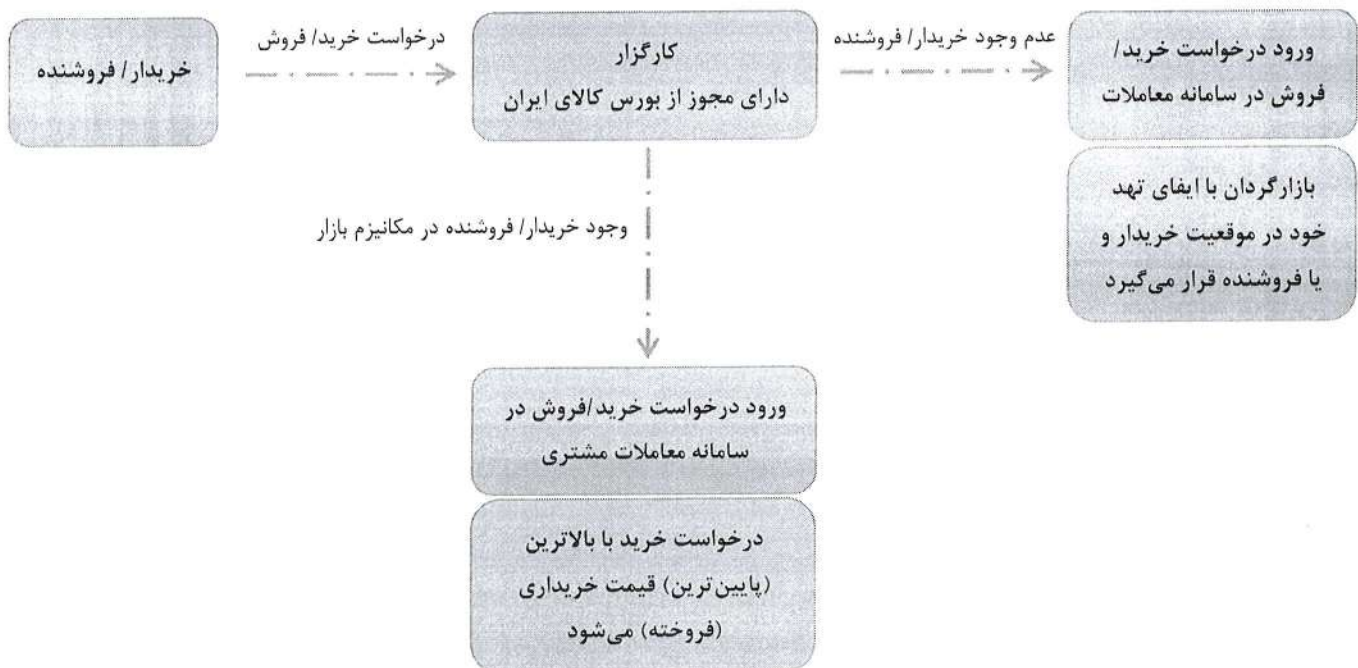 خریدار/ فروشنده
درخواست خرید/ فروش
کارگزار
دارای مجوز از بورس کالای ایران
عدم وجود خریدار/ فروشنده
ورود درخواست خرید/
فروش در سامانه معاملات
بازارگردان با ایفای تهد
خود در موقعیت خریدار و
یا فروشنده قرار می‌گیرد
وجود خریدار/ فروشنده در مکانیزم بازار
ورود درخواست خرید/فروش در
سامانه معاملات مشتری
درخواست خرید با بالاترین
(پایین‌ترین) قیمت خریداری
(فروخته) می‌شود